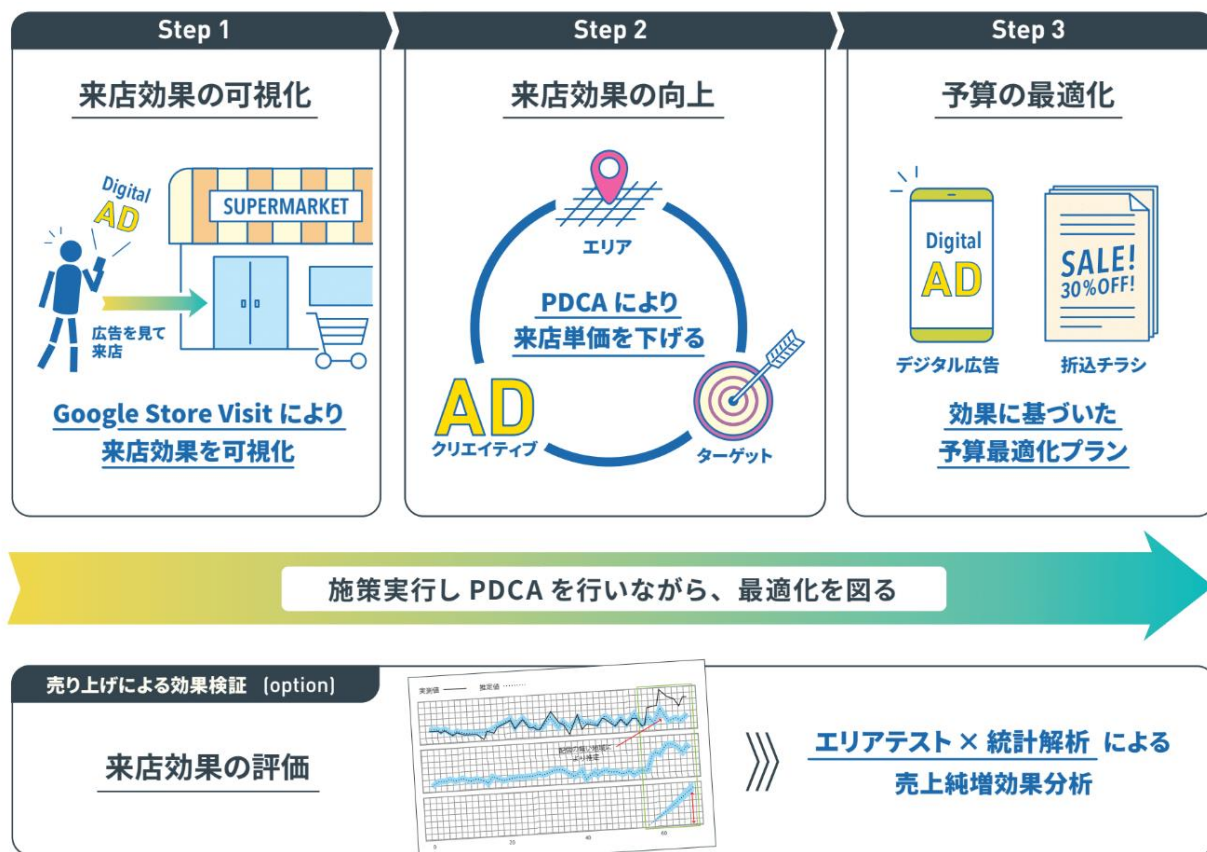 Step 1
Step 2
Step 3
来店効果の可視化
Digital
AD
SUPERMARKET
広告を見て
来店
Google Store Visit により
来店効果を可視化
来店効果の向上
エリア
PDCA により
来店単価を下げる
AD
クリエイティブ
ターゲット
予算の最適化
Digital
AD
SALE!
30%OFF!
デジタル広告
折込チラシ
効果に基づいた
予算最適化プラン
施策実行し PDCA を行いながら、最適化を図る
売り上げによる効果検証 (option)
来店効果の評価
実測値
推定値
より推定
0
20
40
60
エリアテスト × 統計解析 による
売上純増効果分析